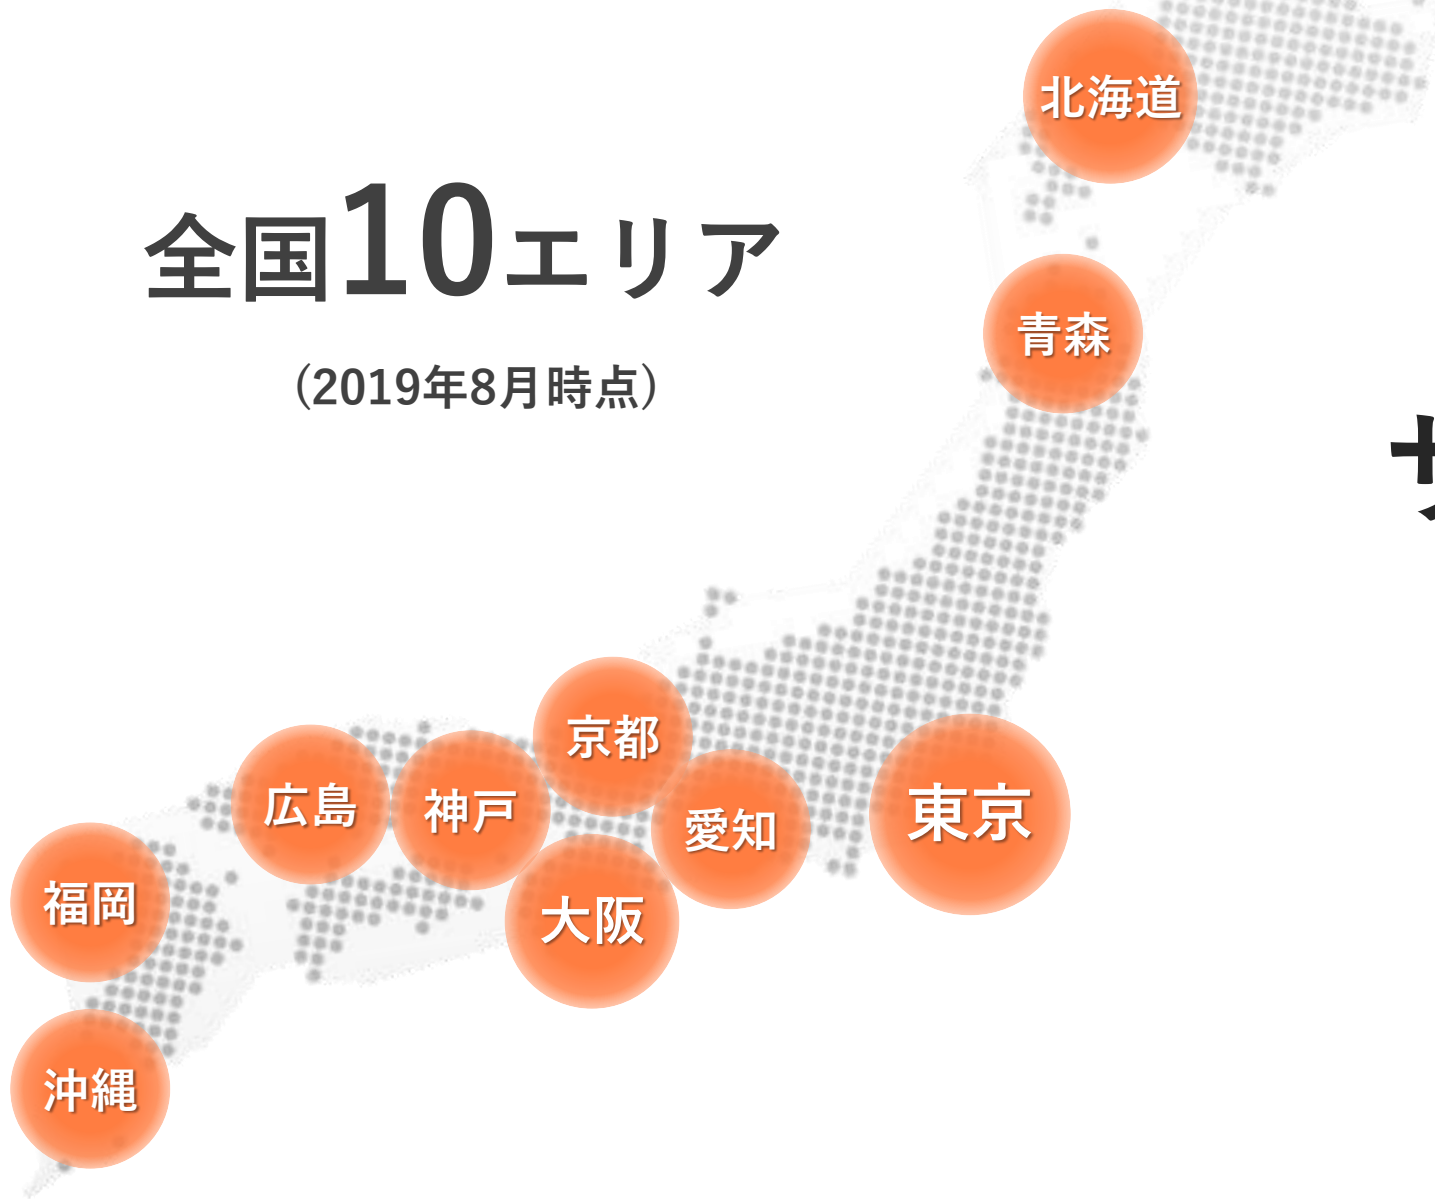 全国10エリア
(2019年8月時点)
北海道
青森
京都
広島
神戸
愛知
東京
福岡
大阪
沖縄